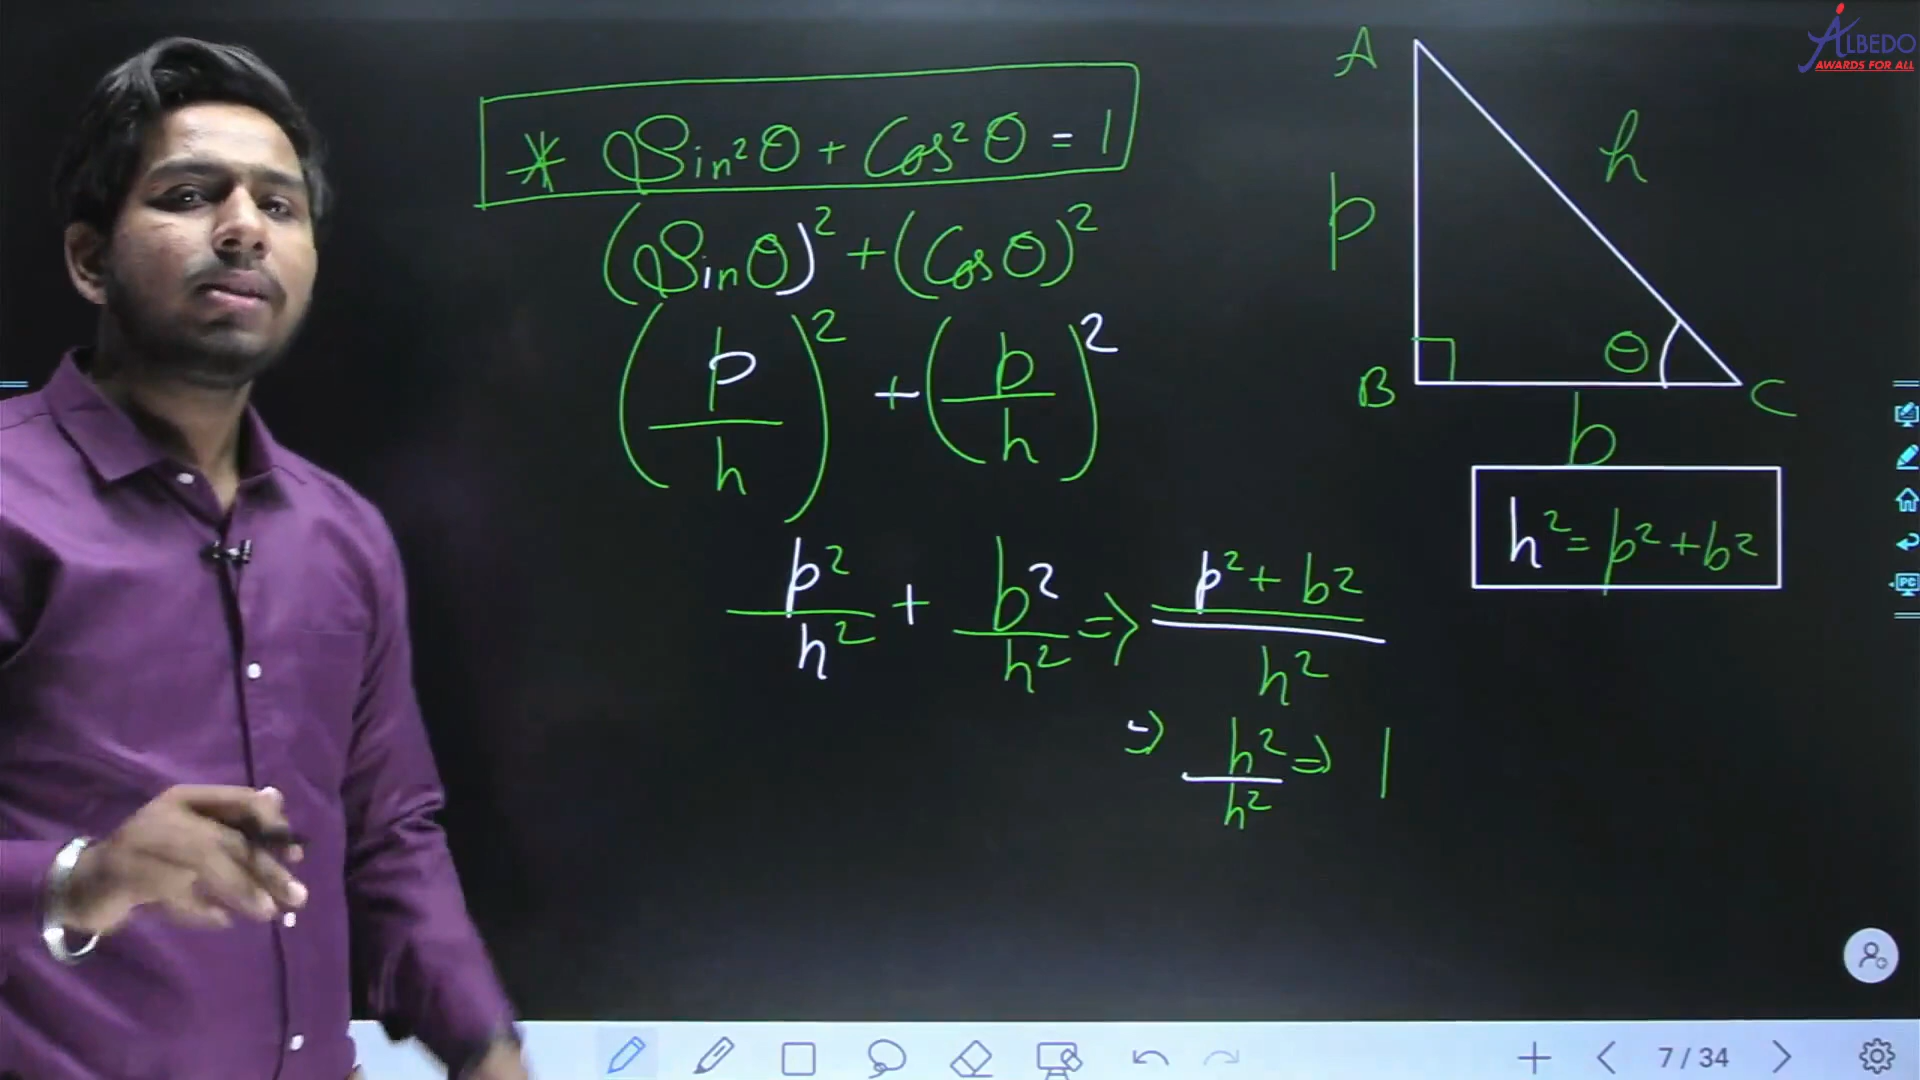 * Sin²θ + Cos²θ = 1
(Sinθ)² + (Cosθ)²
(p/h)² + (b/h)²
p²/h² + b²/h² ⇒ p² + b²/h²
⇒ h²/h² ⇒ 1
A
h
p
θ
B
C
b
h² = p² + b²
ALBEDO
AWARDS FOR ALL
PC
7 / 34